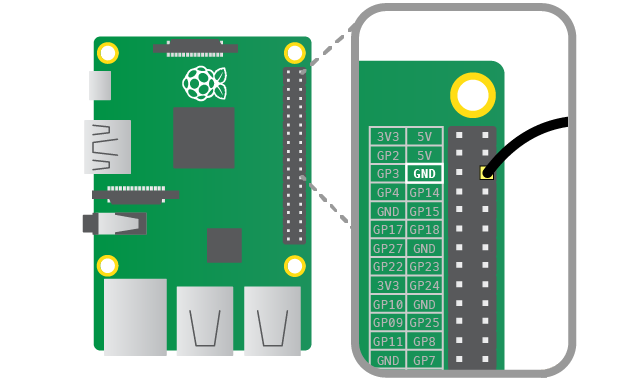 3V3 5V
GP2 5V
GP3 GND
GP4 GP14
GND GP15
GP17 GP18
GP27 GND
GP22 GP23
3V3 GP24
GP10 GND
GP09 GP25
GP11 GP8
GND GP7